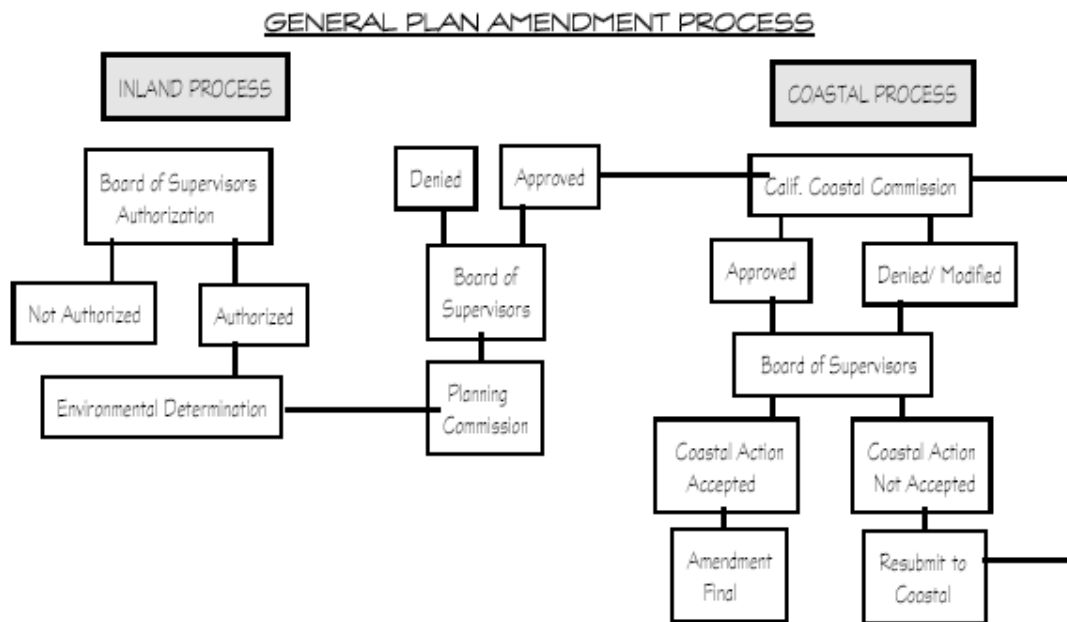 GENERAL PLAN AMENDMENT PROCESS
INLAND PROCESS
COASTAL PROCESS
Board of Supervisors
Authorization
Not Authorized
Authorized
Environmental Determination
Denied
Approved
Board of
Supervisors
Planning
Commission
Calif. Coastal Commission
Approved
Denied/ Modified
Board of Supervisors
Coastal Action
Accepted
Coastal Action
Not Accepted
Amendment
Final
Resubmit to
Coastal